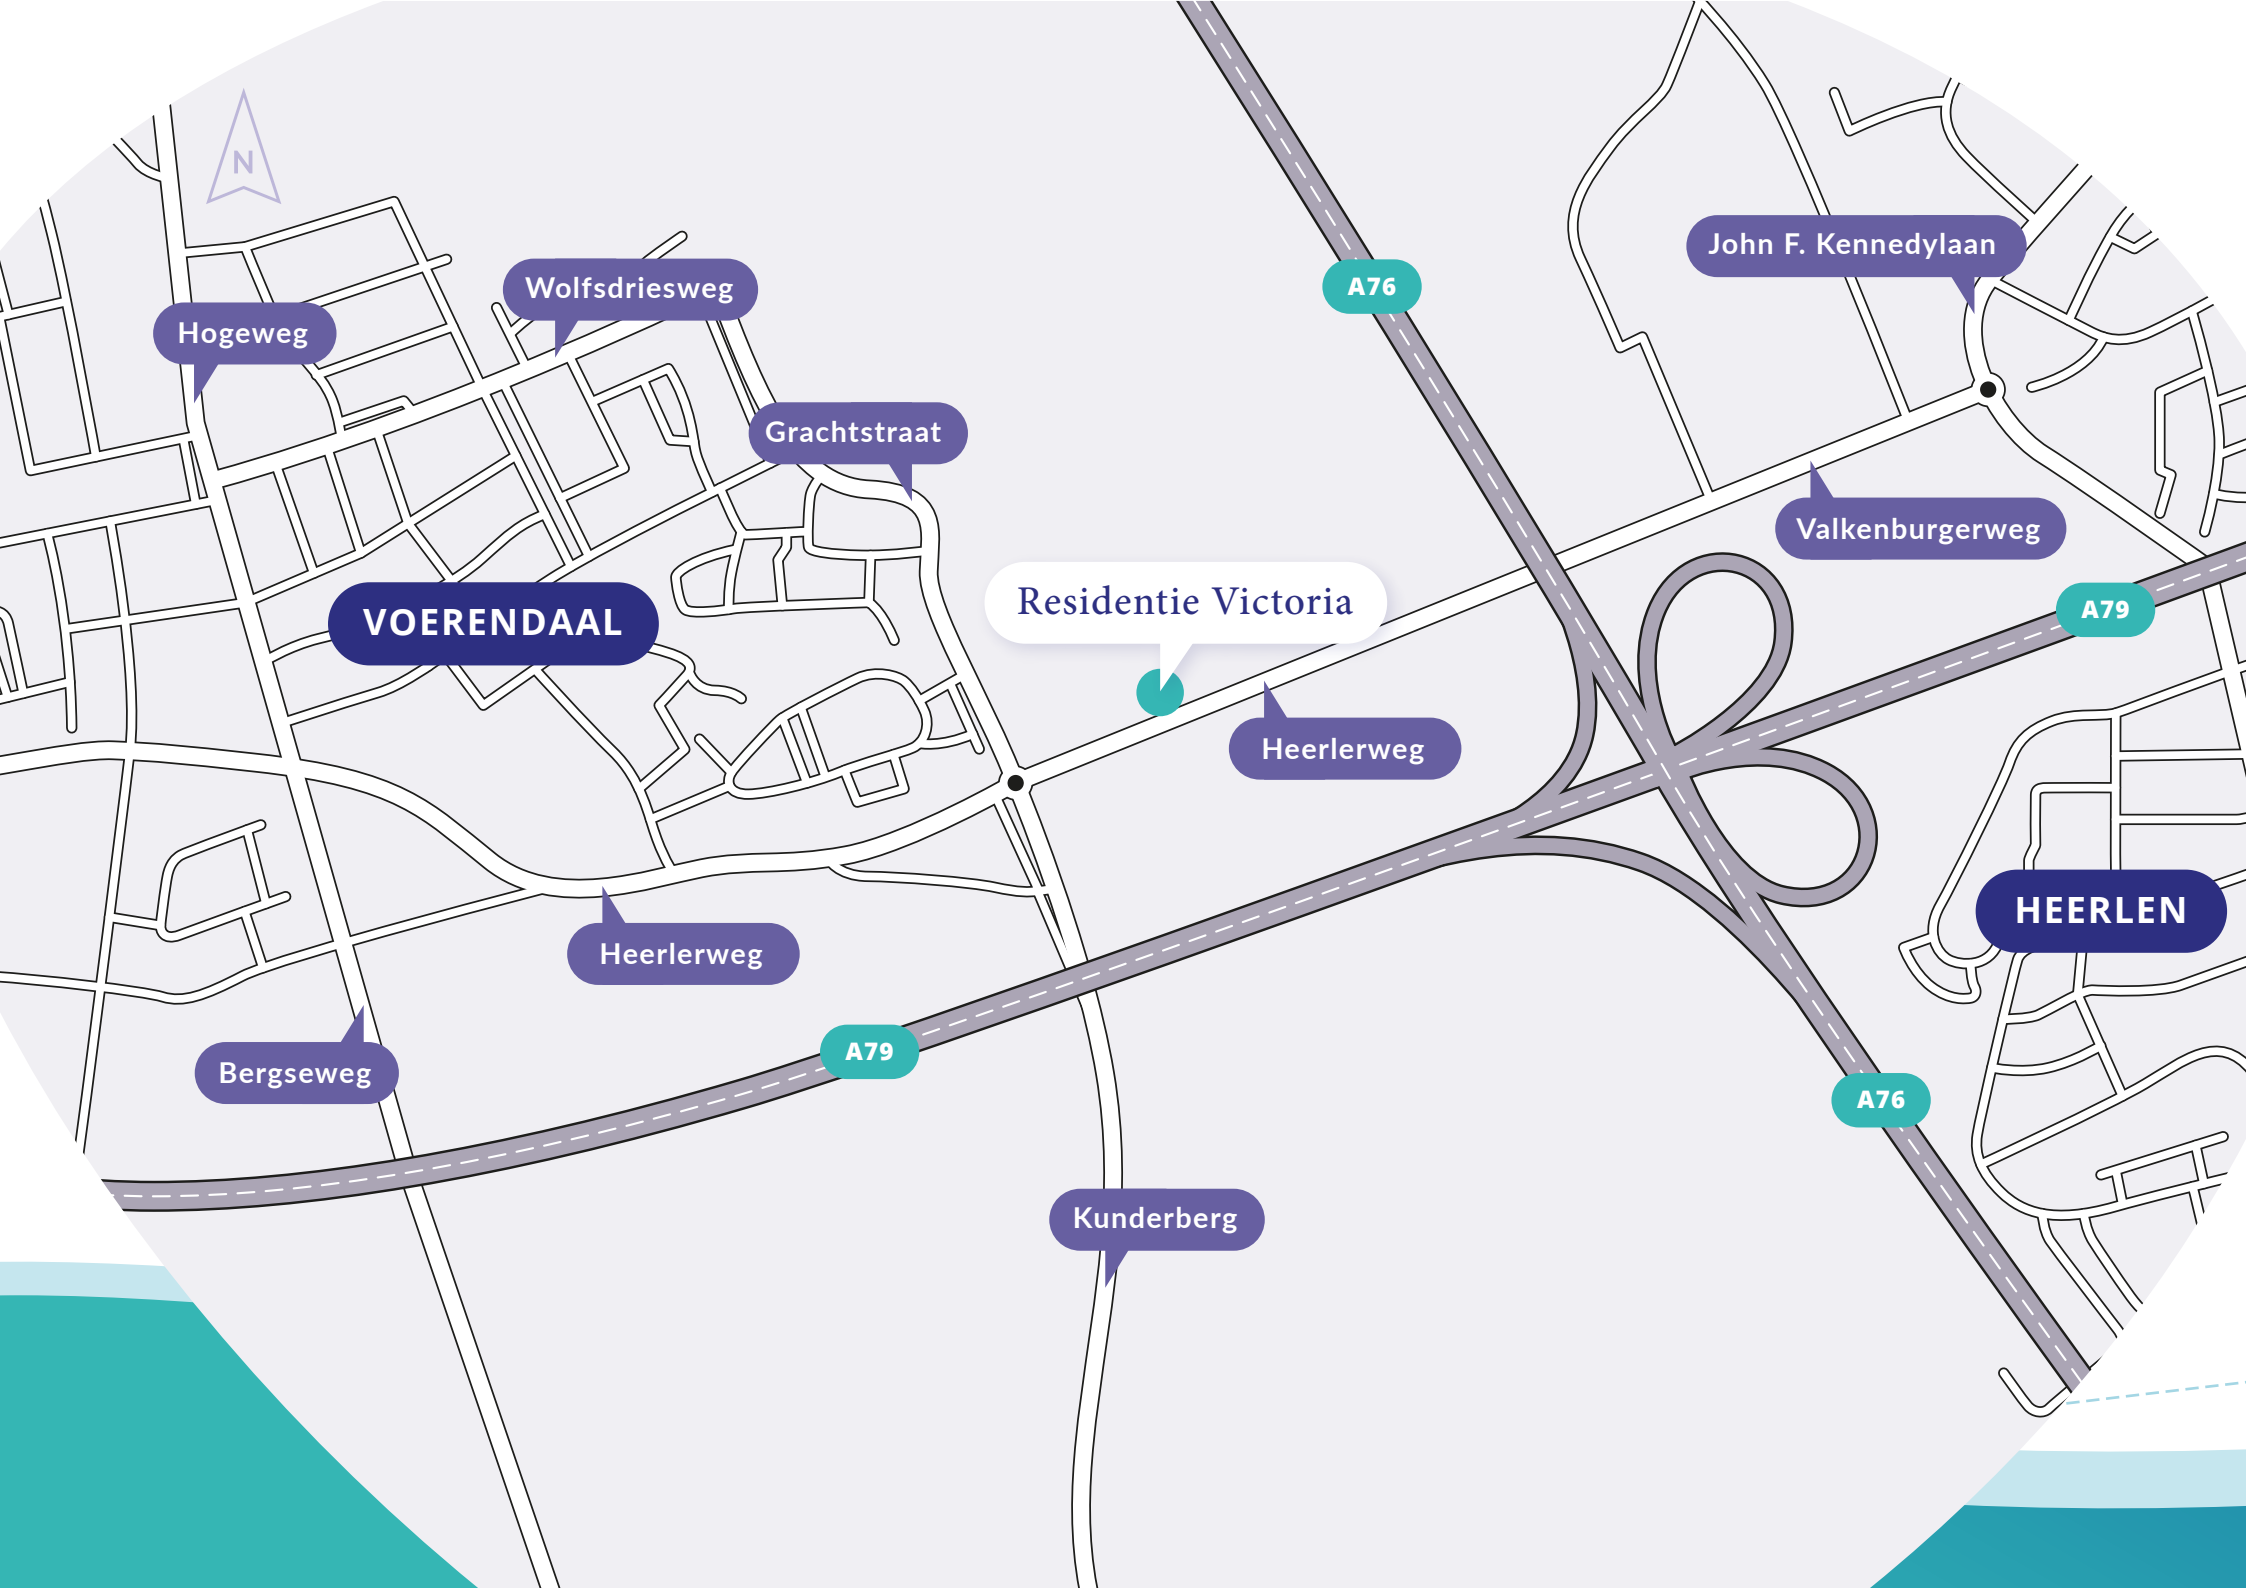 N
John F. Kennedylaan
Wolfsdriesweg
A76
Hogeweg
Grachtstraat
Valkenburgerweg
Residentie Victoria
A79
VOERENDAAL
Heerlerweg
HEERLEN
Heerlerweg
A79
Bergseweg
A76
Kunderberg